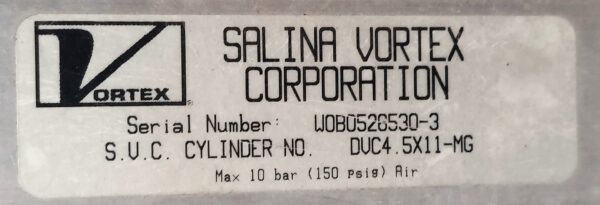 VORTEX
SALINA VORTEX
CORPORATION
Serial Number: WOB0526530-3
S.V.C. CYLINDER NO. DVC4.5X11-MG
Max 10 bar (150 psig) Air